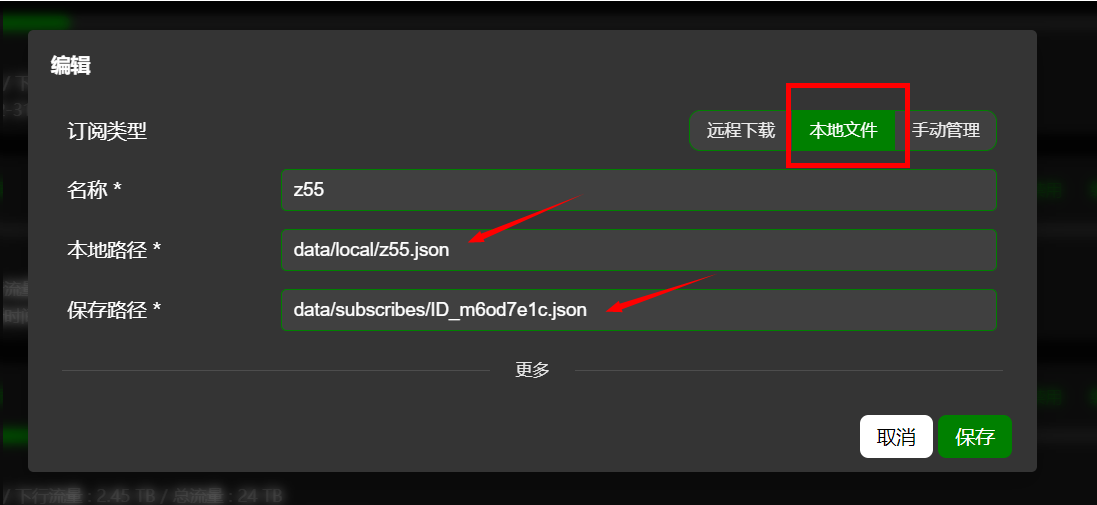 编辑
订阅类型 远程下载 本地文件 手动管理
名称 * z55
本地路径 * data/local/z55.json
保存路径 * data/subscribes/ID_m6od7e1c.json
更多
取消 保存
/ 下行流量 : 2.45 TB / 总流量 : 24 TB